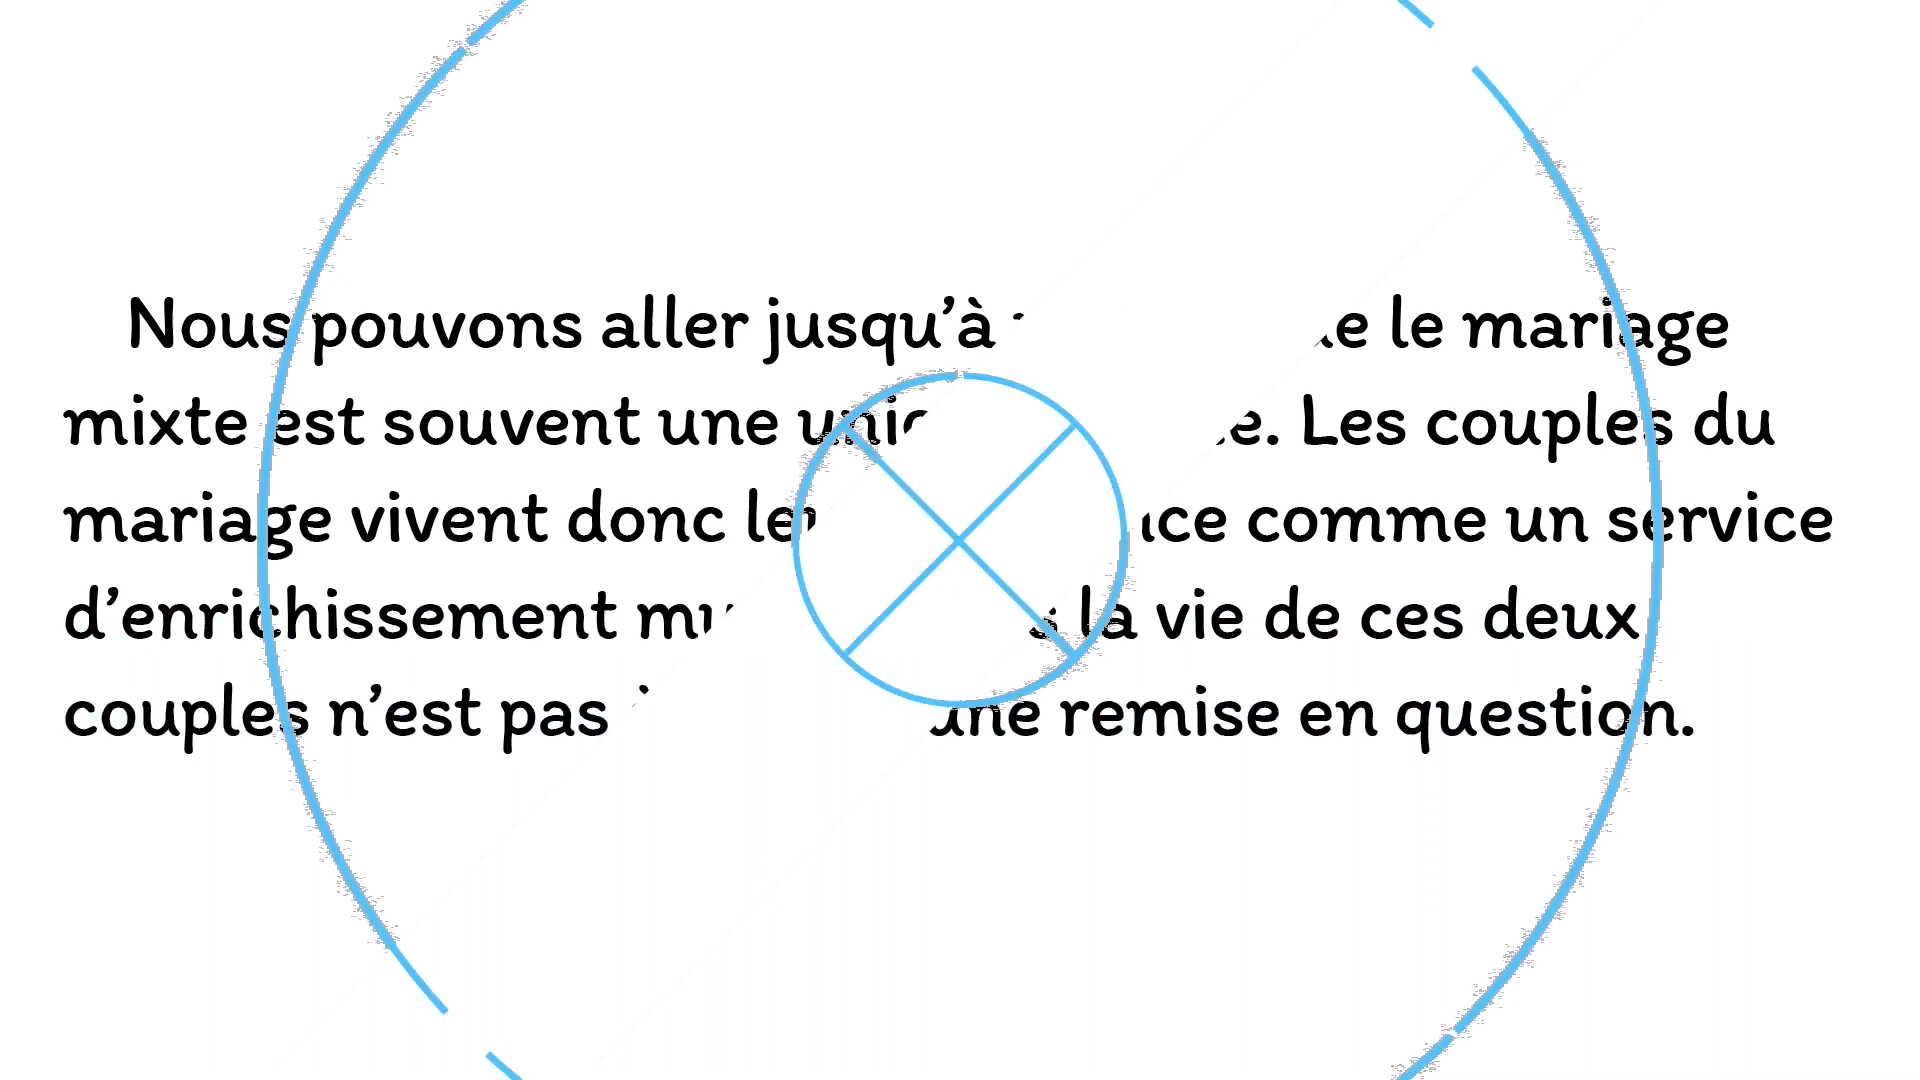 Nous pouvons aller jusqu’à le mariage
mixte est souvent une Les couples du
mariage vivent donc comme un service
d’enrichissement la vie de ces deux
couples n’est pas une remise en question.